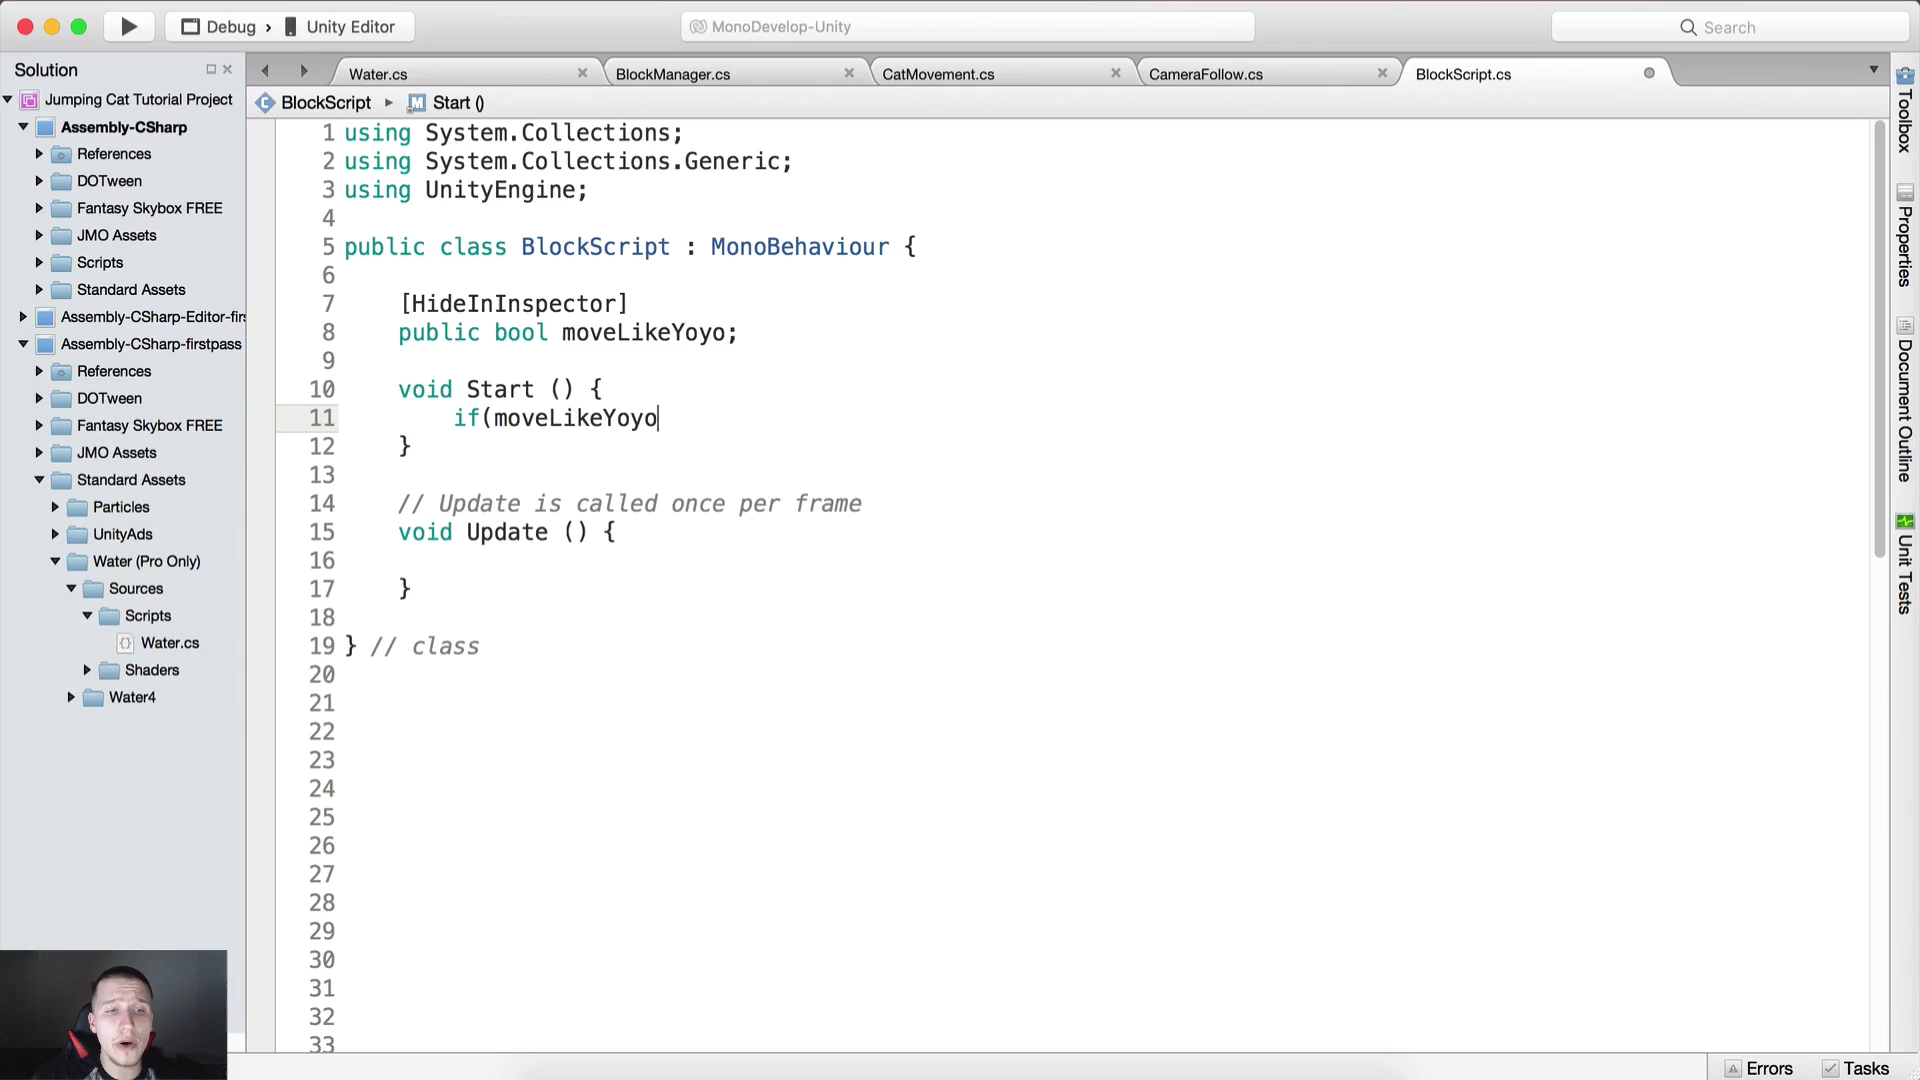 Debug › Unity Editor
MonoDevelop-Unity
Search
Solution
Jumping Cat Tutorial Project
Assembly-CSharp
References
DOTween
Fantasy Skybox FREE
JMO Assets
Scripts
Standard Assets
Assembly-CSharp-Editor-firs
Assembly-CSharp-firstpass
References
DOTween
Fantasy Skybox FREE
JMO Assets
Standard Assets
Particles
UnityAds
Water (Pro Only)
Sources
Scripts
Water.cs
Shaders
Water4
Water.cs
BlockManager.cs
CatMovement.cs
CameraFollow.cs
BlockScript.cs
BlockScript ▸ M Start ()
1 using System.Collections;
2 using System.Collections.Generic;
3 using UnityEngine;
4
5 public class BlockScript : MonoBehaviour {
6
7 [HideInInspector]
8 public bool moveLikeYoyo;
9
10 void Start () {
11 if(moveLikeYoyo
12 }
13
14 // Update is called once per frame
15 void Update () {
16
17 }
18
19 } // class
20
21
22
23
24
25
26
27
28
29
30
31
32
33
Toolbox
Properties
Document Outline
Unit Tests
Errors
Tasks